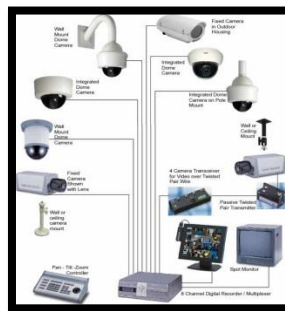 Wall
Mount
Dome
Camera
Fixed Camera
in Outdoor
Housing
Integrated
Dome
Camera
Integrated
Dome
Camera
Integrated Dome
Camera on Pole
Mount
Wall
Mount
Dome
Camera
Wall or
Ceiling
Mount
Fixed
Camera
Shown
with Lens
4 Camera Transceiver
for Video over Twisted
Pair Wire
Passive Twisted
Pair Transmitter
Wall or
ceiling
camera
mount
Pan - Tilt -Zoom
Controller
Spot Monitor
Channel Digital Recorder / Multiplexer